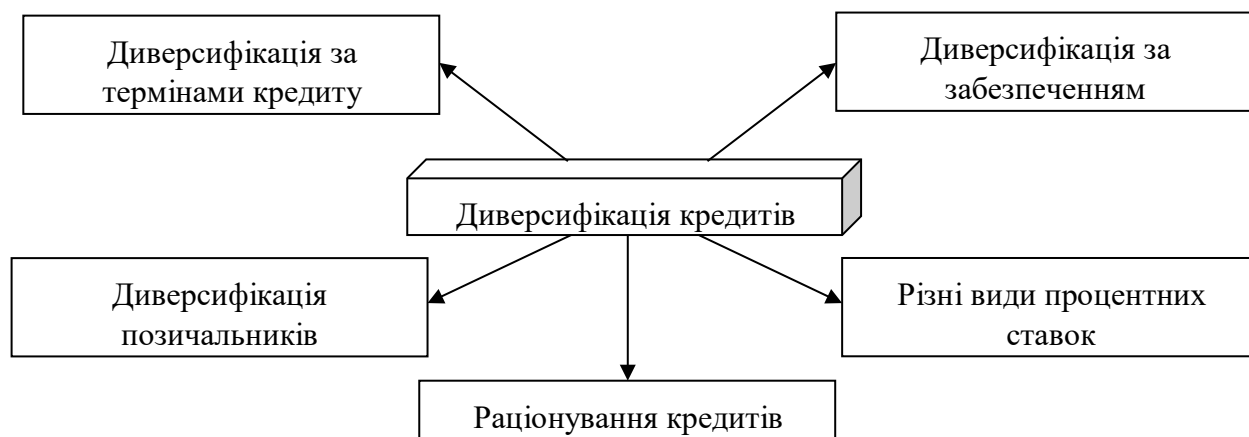 Диверсифікація за
термінами кредиту
Диверсифікація за
забезпеченням
Диверсифікація кредитів
Диверсифікація
позичальників
Різні види процентних
ставок
Раціонування кредитів